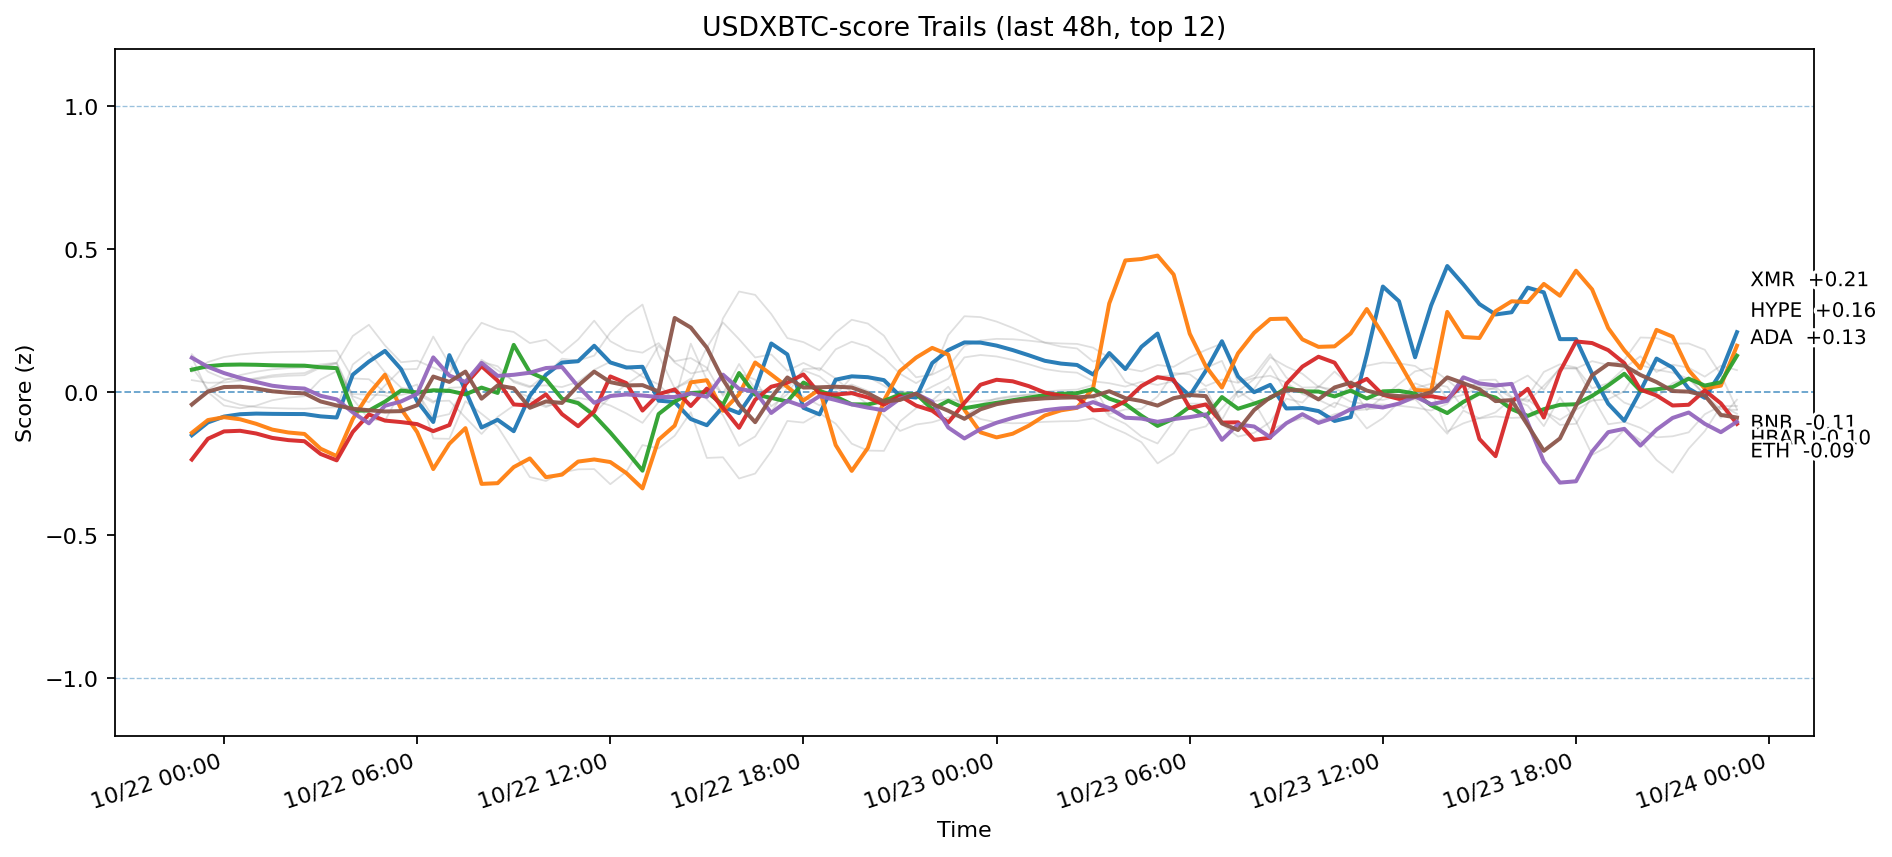 USDXBTC-score Trails (last 48h, top 12)
Score (z)
1.0
0.5
0.0
−0.5
−1.0
XMR +0.21
HYPE +0.16
ADA +0.13
BNB -0.11
HBAR -0.10
ETH -0.09
10/22 00:00
10/22 06:00
10/22 12:00
10/22 18:00
10/23 00:00
10/23 06:00
10/23 12:00
10/23 18:00
10/24 00:00
Time